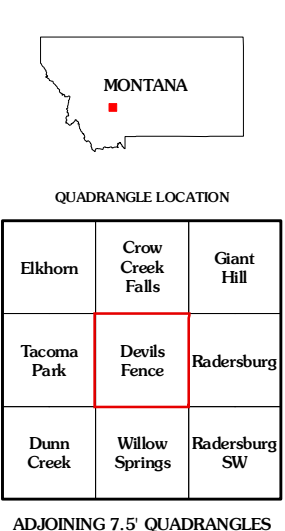 MONTANA
QUADRANGLE LOCATION
Elkhorn
Crow
Creek
Falls
Giant
Hill
Tacoma
Park
Devils
Fence
Radersburg
Dunn
Creek
Willow
Springs
Radersburg
SW
ADJOINING 7.5' QUADRANGLES